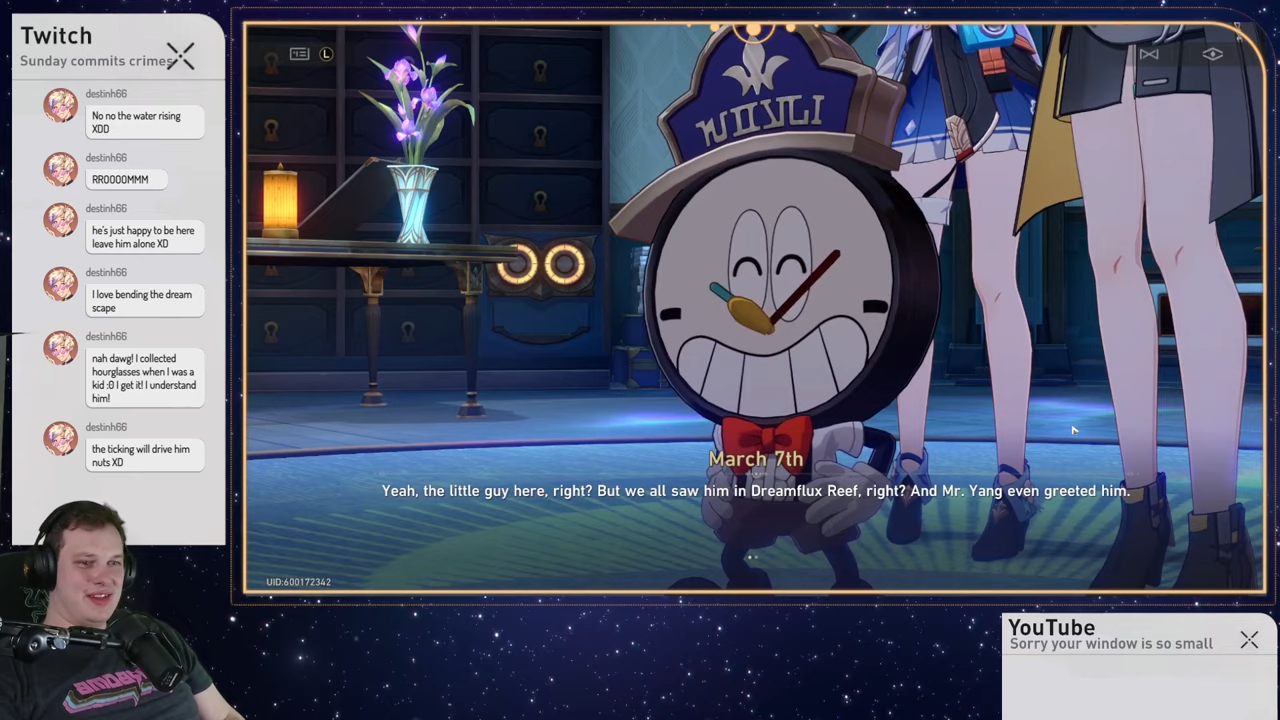 Twitch
Sunday commits crimes
destinh66
No no the water rising
XDD
destinh66
RROOOOMMM
destinh66
he's just happy to be here
leave him alone XD
destinh66
I love bending the dream
scape
destinh66
nah dawg! I collected
hourglasses when I was a
kid :0 I get it! I understand
him!
destinh66
the ticking will drive him
nuts XD
L
March 7th
Yeah, the little guy here, right? But we all saw him in Dreamflux Reef, right? And Mr. Yang even greeted him.
UID:600172342
YouTube
Sorry your window is so small